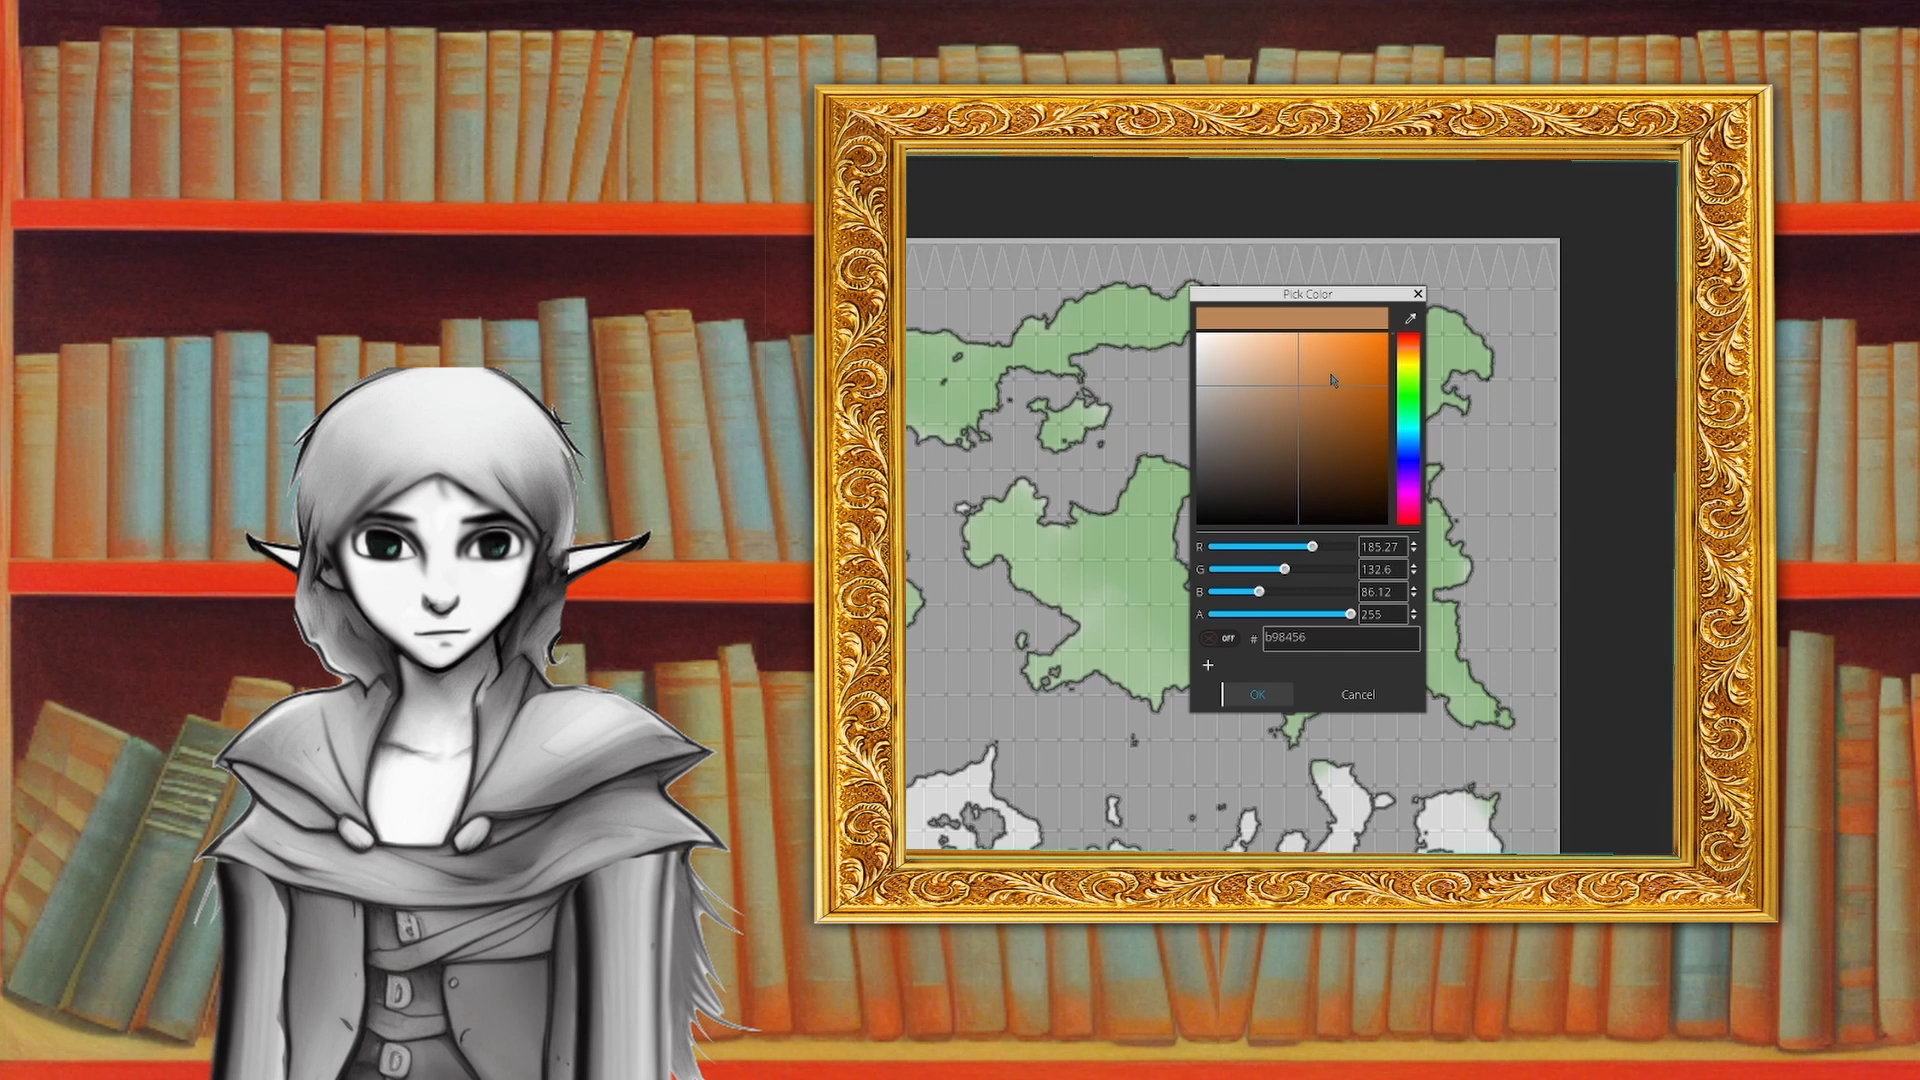 Pick Color
R 185.27
G 132.6
B 86.12
A 255
OFF # b98456
OK Cancel